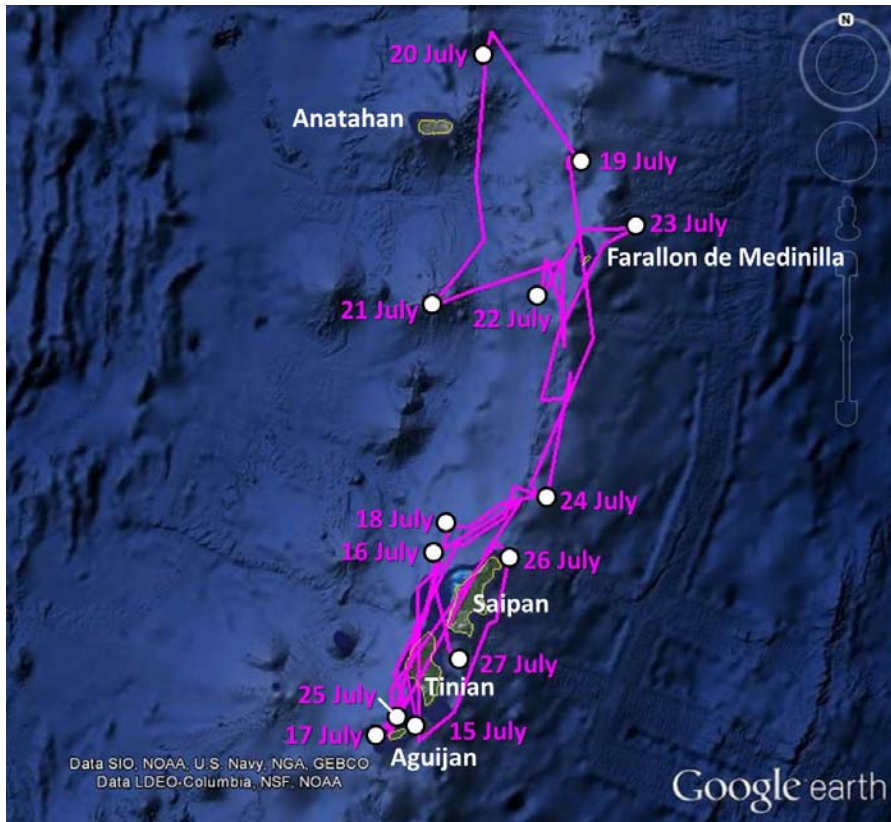 N
20 July
Anatahan
19 July
23 July
Farallon de Medinilla
21 July
22 July
24 July
18 July
16 July
26 July
Saipan
27 July
Tinian
25 July
17 July
15 July
Aguijan
Data SIO, NOAA, U.S. Navy, NGA, GEBCO
Data LDEO-Columbia, NSF, NOAA
Google earth